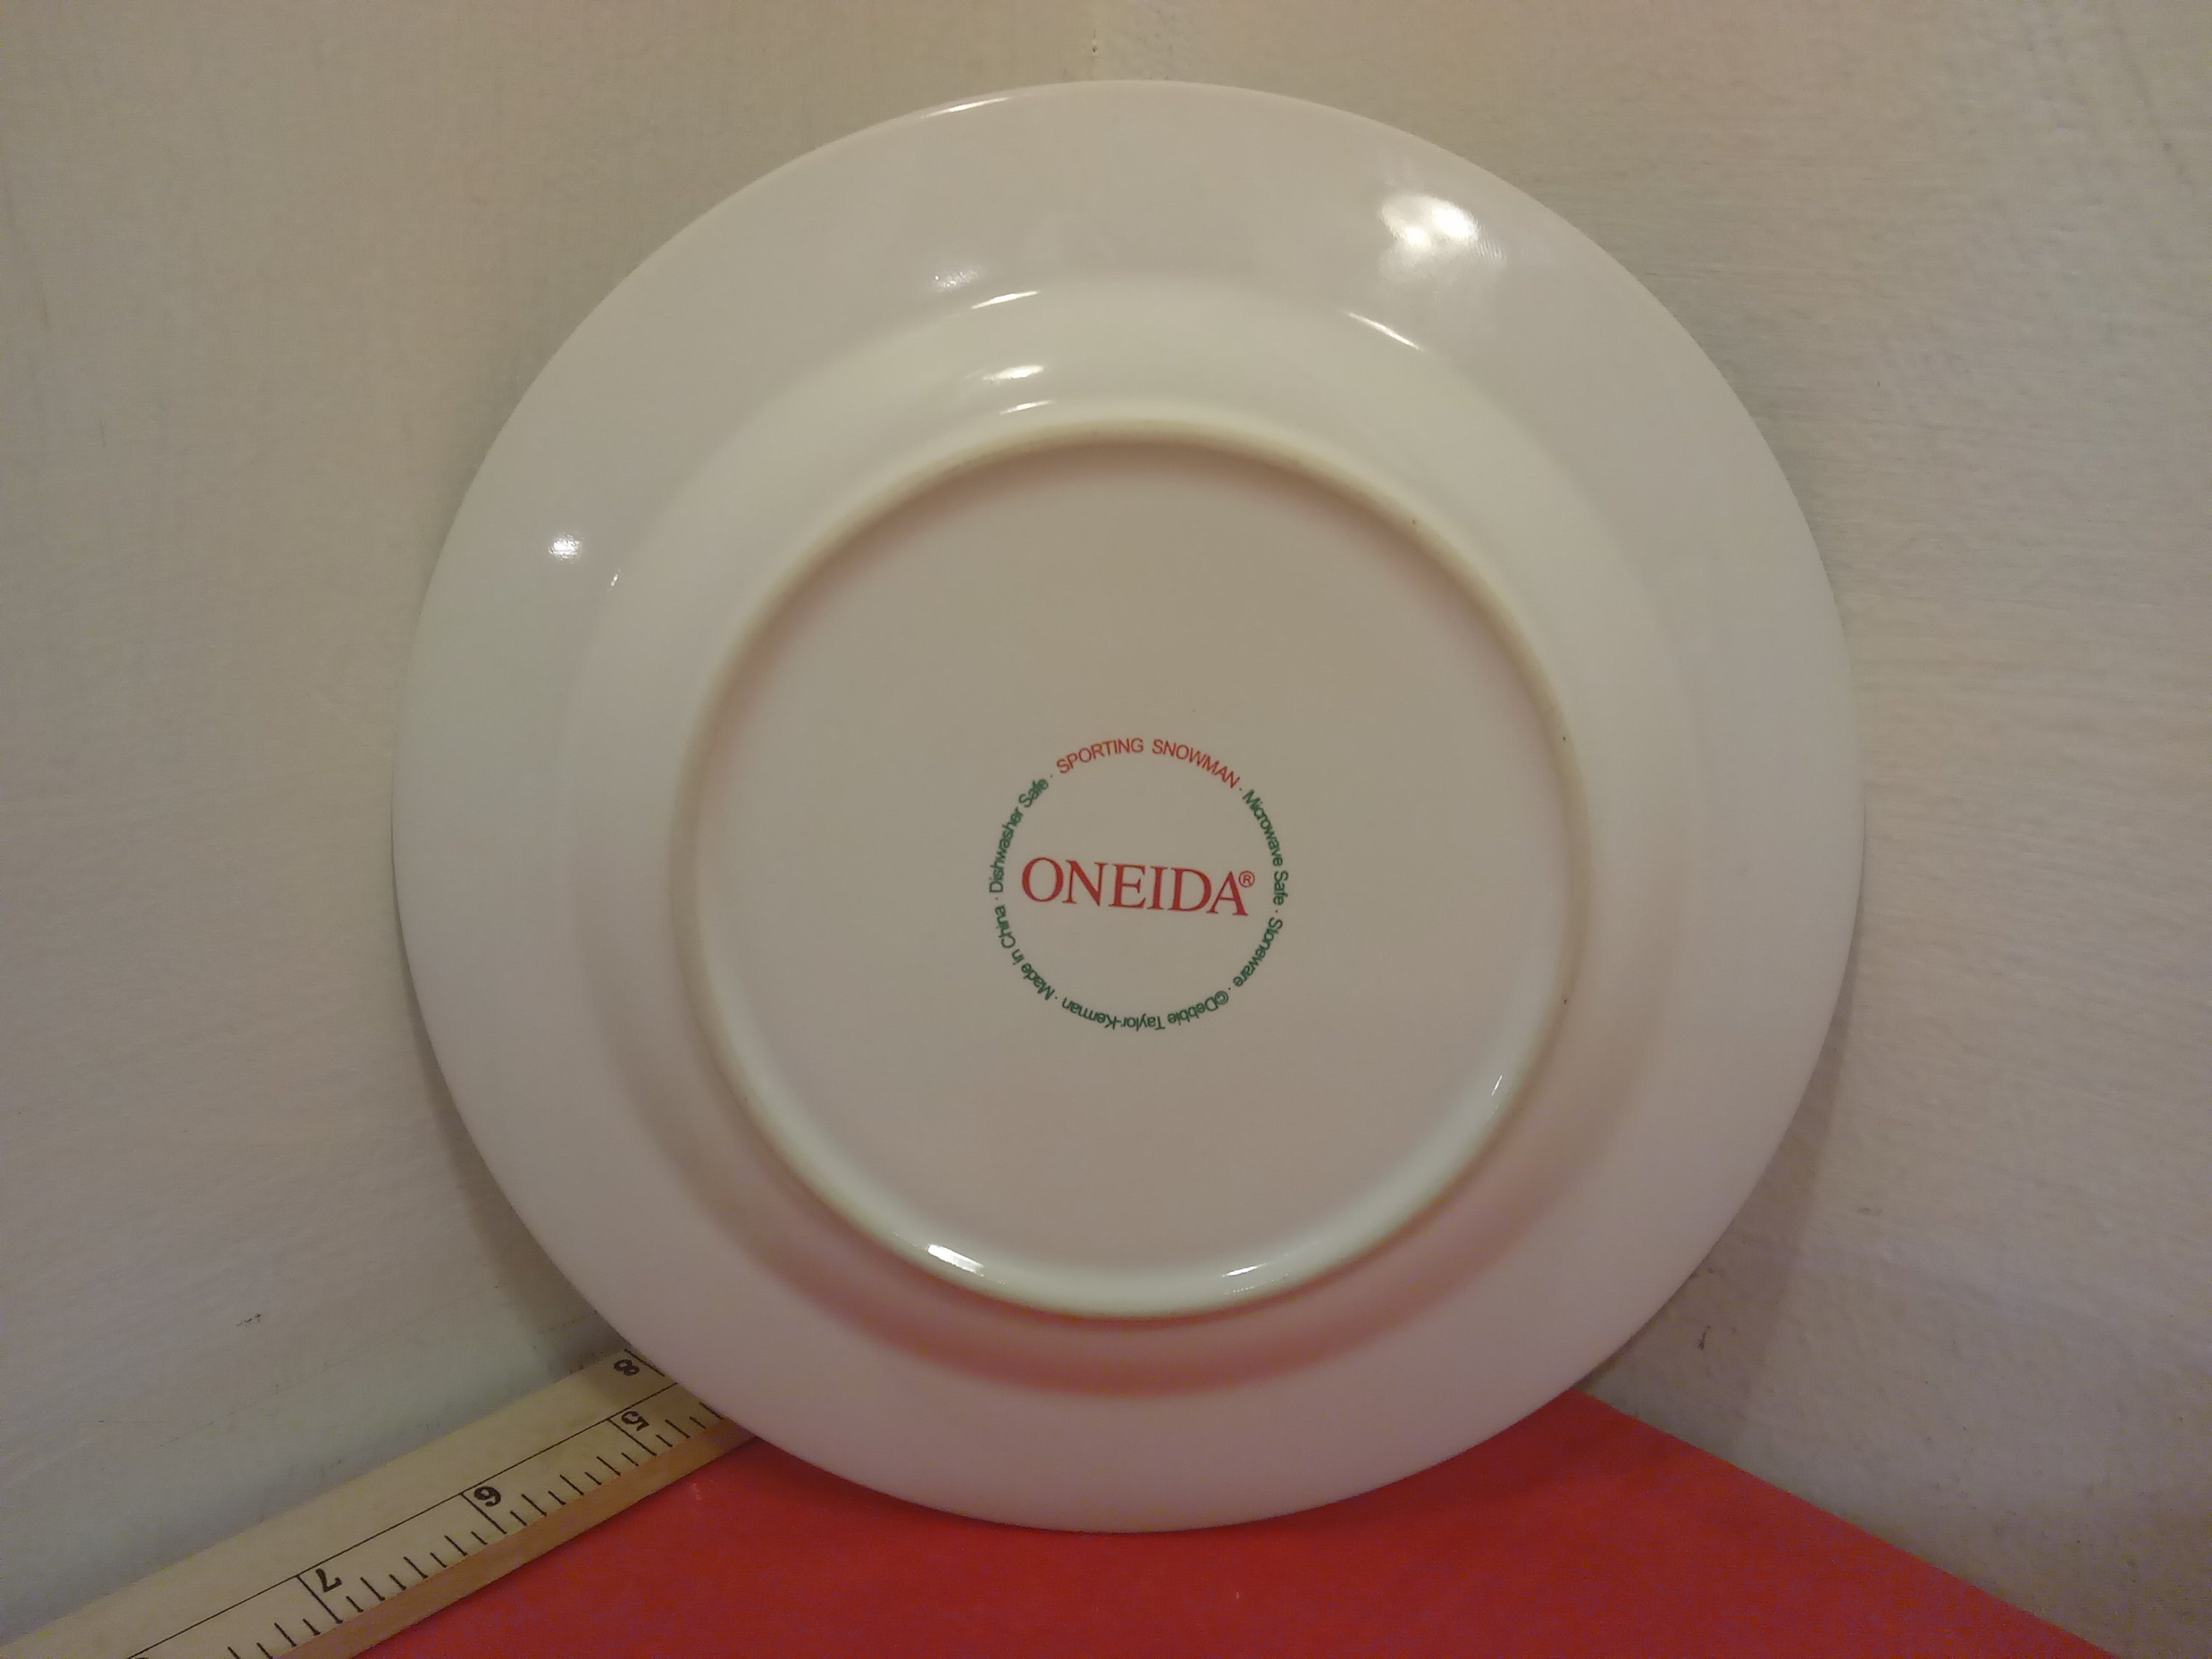 SPORTING SNOWMAN · Microwave Safe · Stoneware · ©Debbie Taylor-Kerman · Made in China · Dishwasher Safe ·
ONEIDA®
8
5
6
7